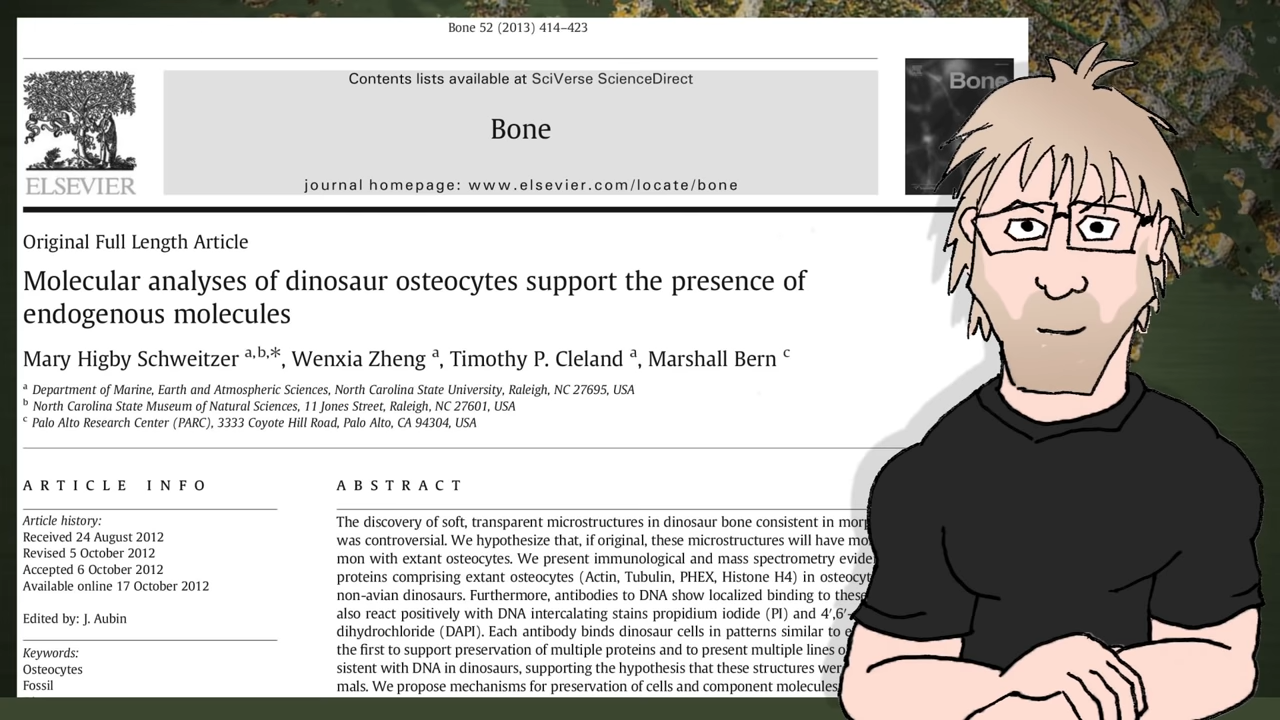 Bone 52 (2013) 414–423
Contents lists available at SciVerse ScienceDirect
Bone
journal homepage: www.elsevier.com/locate/bone
ELSEVIER
Bone
Original Full Length Article
Molecular analyses of dinosaur osteocytes support the presence of
endogenous molecules
Mary Higby Schweitzer a,b,*, Wenxia Zheng a, Timothy P. Cleland a, Marshall Bern c
a Department of Marine, Earth and Atmospheric Sciences, North Carolina State University, Raleigh, NC 27695, USA
b North Carolina State Museum of Natural Sciences, 11 Jones Street, Raleigh, NC 27601, USA
c Palo Alto Research Center (PARC), 3333 Coyote Hill Road, Palo Alto, CA 94304, USA
ARTICLE INFO
Article history:
Received 24 August 2012
Revised 5 October 2012
Accepted 6 October 2012
Available online 17 October 2012
Edited by: J. Aubin
Keywords:
Osteocytes
Fossil
ABSTRACT
The discovery of soft, transparent microstructures in dinosaur bone consistent in
was controversial. We hypothesize that, if original, these microstructures will have
mon with extant osteocytes. We present immunological and mass spectrometry
proteins comprising extant osteocytes (Actin, Tubulin, PHEX, Histone H4) in
non-avian dinosaurs. Furthermore, antibodies to DNA show localized binding to these
also react positively with DNA intercalating stains propidium iodide (PI) and 4′,6′-
dihydrochloride (DAPI). Each antibody binds dinosaur cells in patterns similar to
the first to support preservation of multiple proteins and to present multiple lines
sistent with DNA in dinosaurs, supporting the hypothesis that these structures
mals. We propose mechanisms for preservation of cells and component molecules,